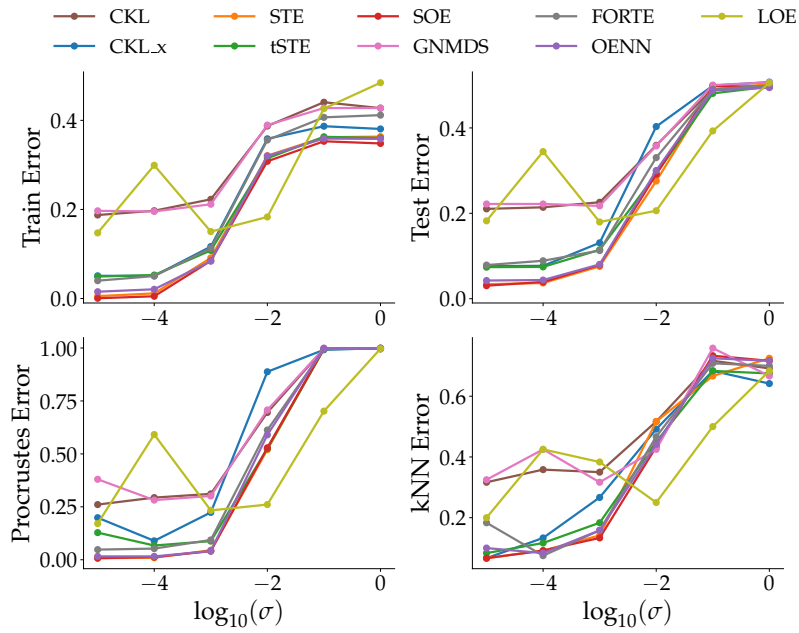 CKL STE SOE FORTE LOE
CKL_x tSTE GNMDS OENN
Train Error
0.4
0.2
0.0
−4 −2 0
Test Error
0.4
0.2
0.0
−4 −2 0
Procrustes Error
1.00
0.75
0.50
0.25
0.00
−4 −2 0
log₁₀(σ)
kNN Error
0.6
0.4
0.2
−4 −2 0
log₁₀(σ)